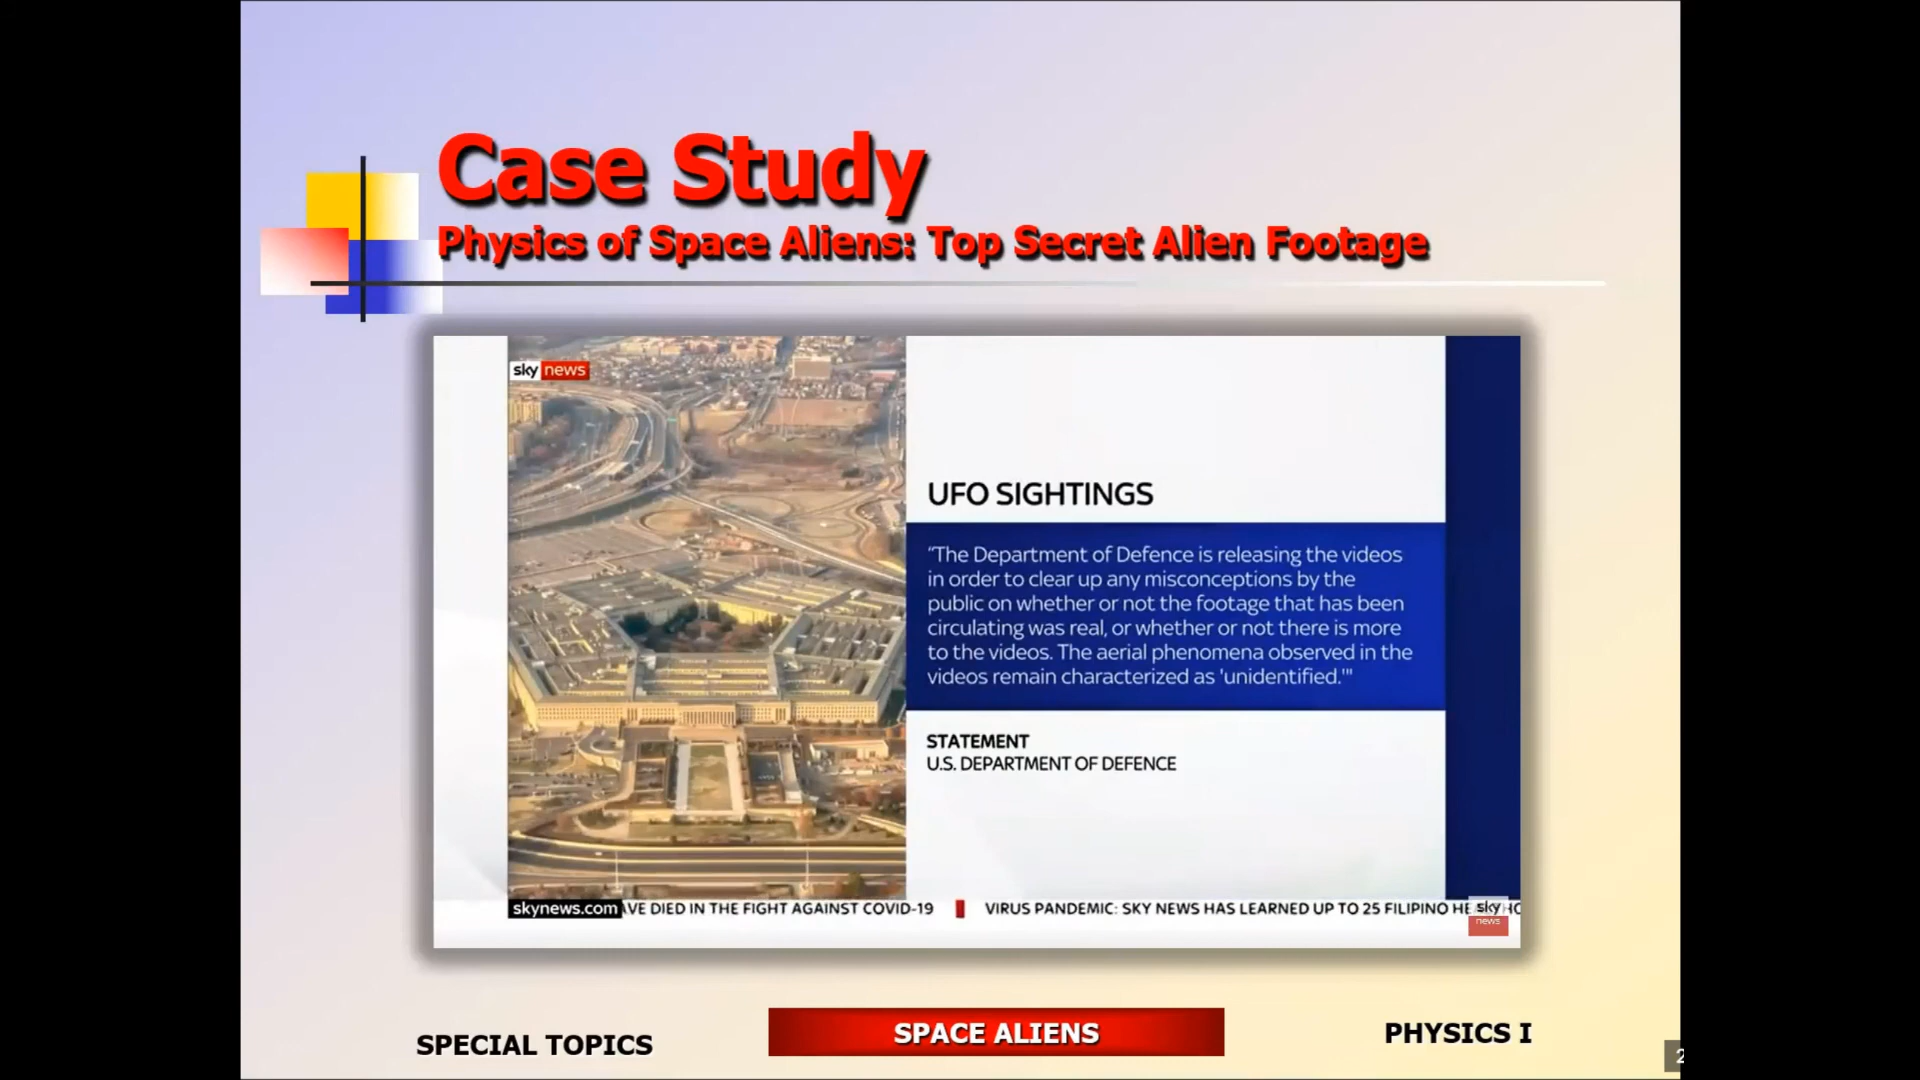 Case Study
Physics of Space Aliens: Top Secret Alien Footage
sky news
UFO SIGHTINGS
"The Department of Defence is releasing the videos
in order to clear up any misconceptions by the
public on whether or not the footage that has been
circulating was real, or whether or not there is more
to the videos. The aerial phenomena observed in the
videos remain characterized as 'unidentified.'"
STATEMENT
U.S. DEPARTMENT OF DEFENCE
skynews.com AVE DIED IN THE FIGHT AGAINST COVID-19 VIRUS PANDEMIC: SKY NEWS HAS LEARNED UP TO 25 FILIPINO
sky
news
SPECIAL TOPICS
SPACE ALIENS
PHYSICS I
2